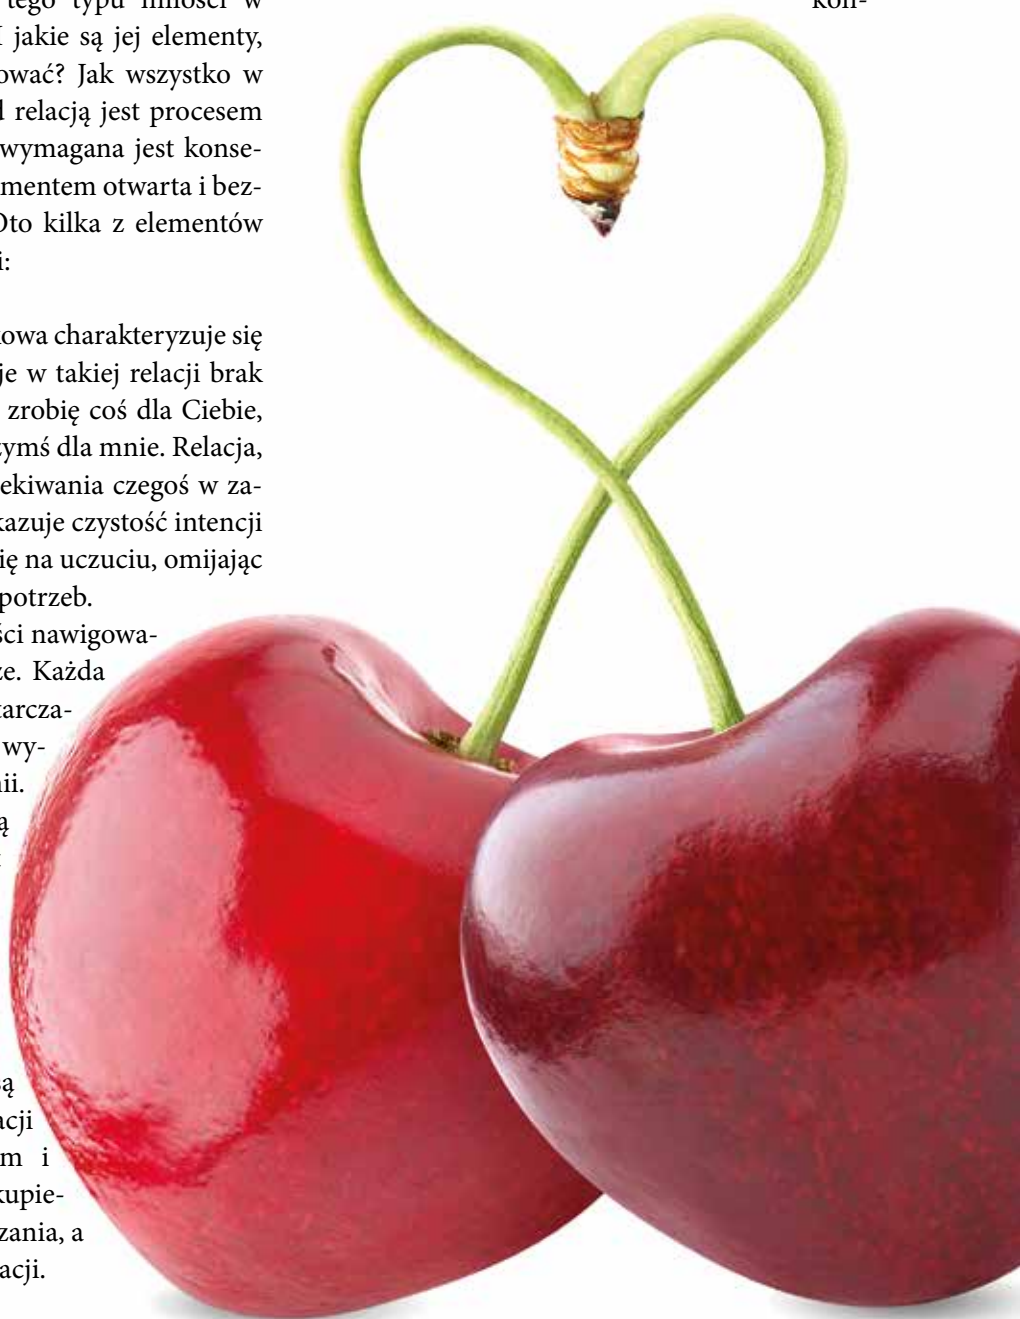 tego typu miłości w
I jakie są jej elementy,
ować? Jak wszystko w
d relacją jest procesem
wymagana jest konse-
mentem otwarta i bez-
Oto kilka z elementów
i:
owa charakteryzuje się
je w takiej relacji brak
zrobię coś dla Ciebie,
zymś dla mnie. Relacja,
ekiwania czegoś w za-
kazuje czystość intencji
ię na uczuciu, omijając
potrzeb.
ści nawigowa-
ze. Każda
tarcza-
wy-
nii.
ą
są
acji
m i
kupie-
zania, a
acji.
kon-